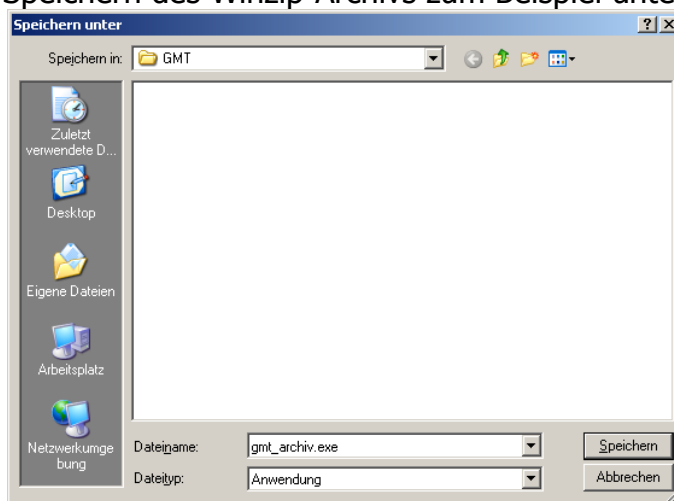 Speichern des Winzip-Archivs zum Beispiel unte
Speichern unter
Speichern in:
GMT
Zuletzt
verwendete D...
Desktop
Eigene Dateien
Arbeitsplatz
Netzwerkumge
bung
Dateiname:
gmt_archiv.exe
Speichern
Dateityp:
Anwendung
Abbrechen